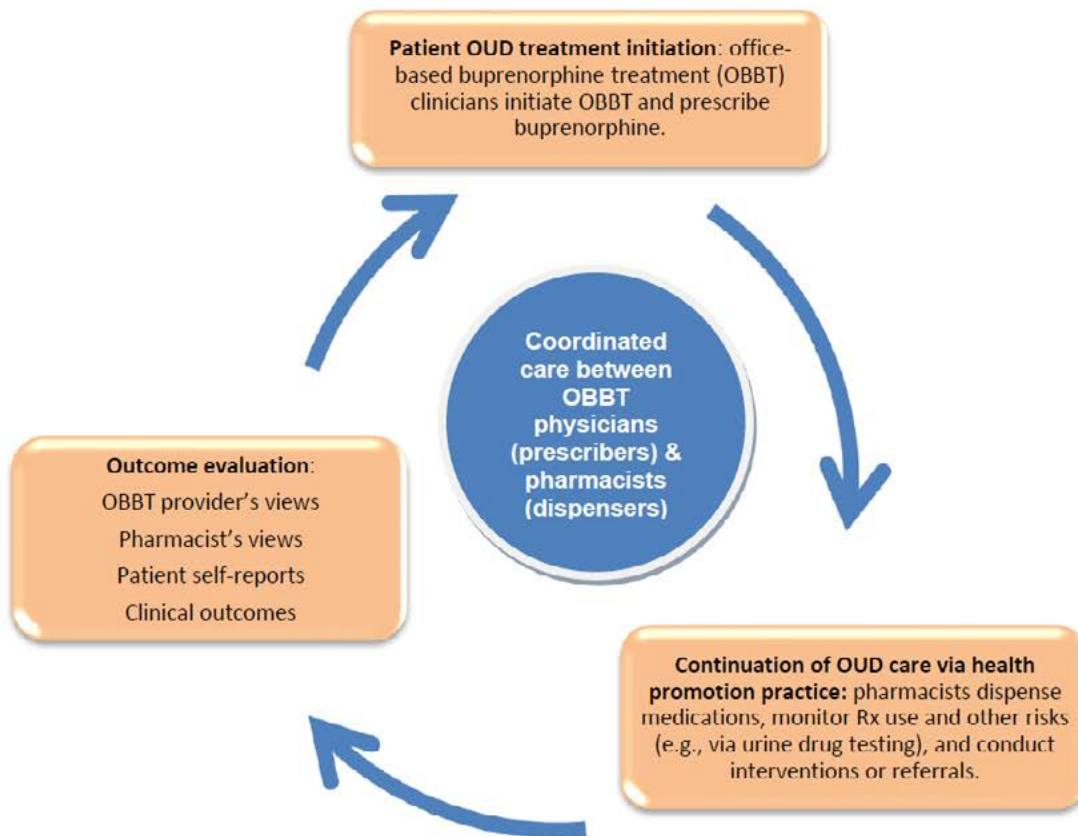 Patient OUD treatment initiation: office-
based buprenorphine treatment (OBBT)
clinicians initiate OBBT and prescribe
buprenorphine.
Coordinated
care between
OBBT
physicians
(prescribers) &
pharmacists
(dispensers)
Outcome evaluation:
OBBT provider's views
Pharmacist's views
Patient self-reports
Clinical outcomes
Continuation of OUD care via health
promotion practice: pharmacists dispense
medications, monitor Rx use and other risks
(e.g., via urine drug testing), and conduct
interventions or referrals.